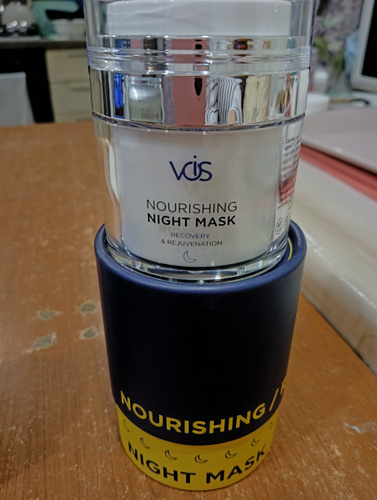 VOIS
NOURISHING
NIGHT MASK
RECOVERY
& REJUVENATION
NOURISHING /
NIGHT MASK